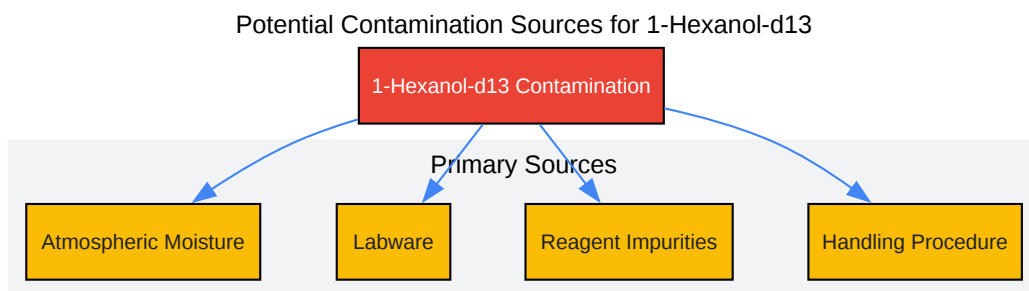 Potential Contamination Sources for 1-Hexanol-d13
1-Hexanol-d13 Contamination
Primary Sources
Atmospheric Moisture
Labware
Reagent Impurities
Handling Procedure